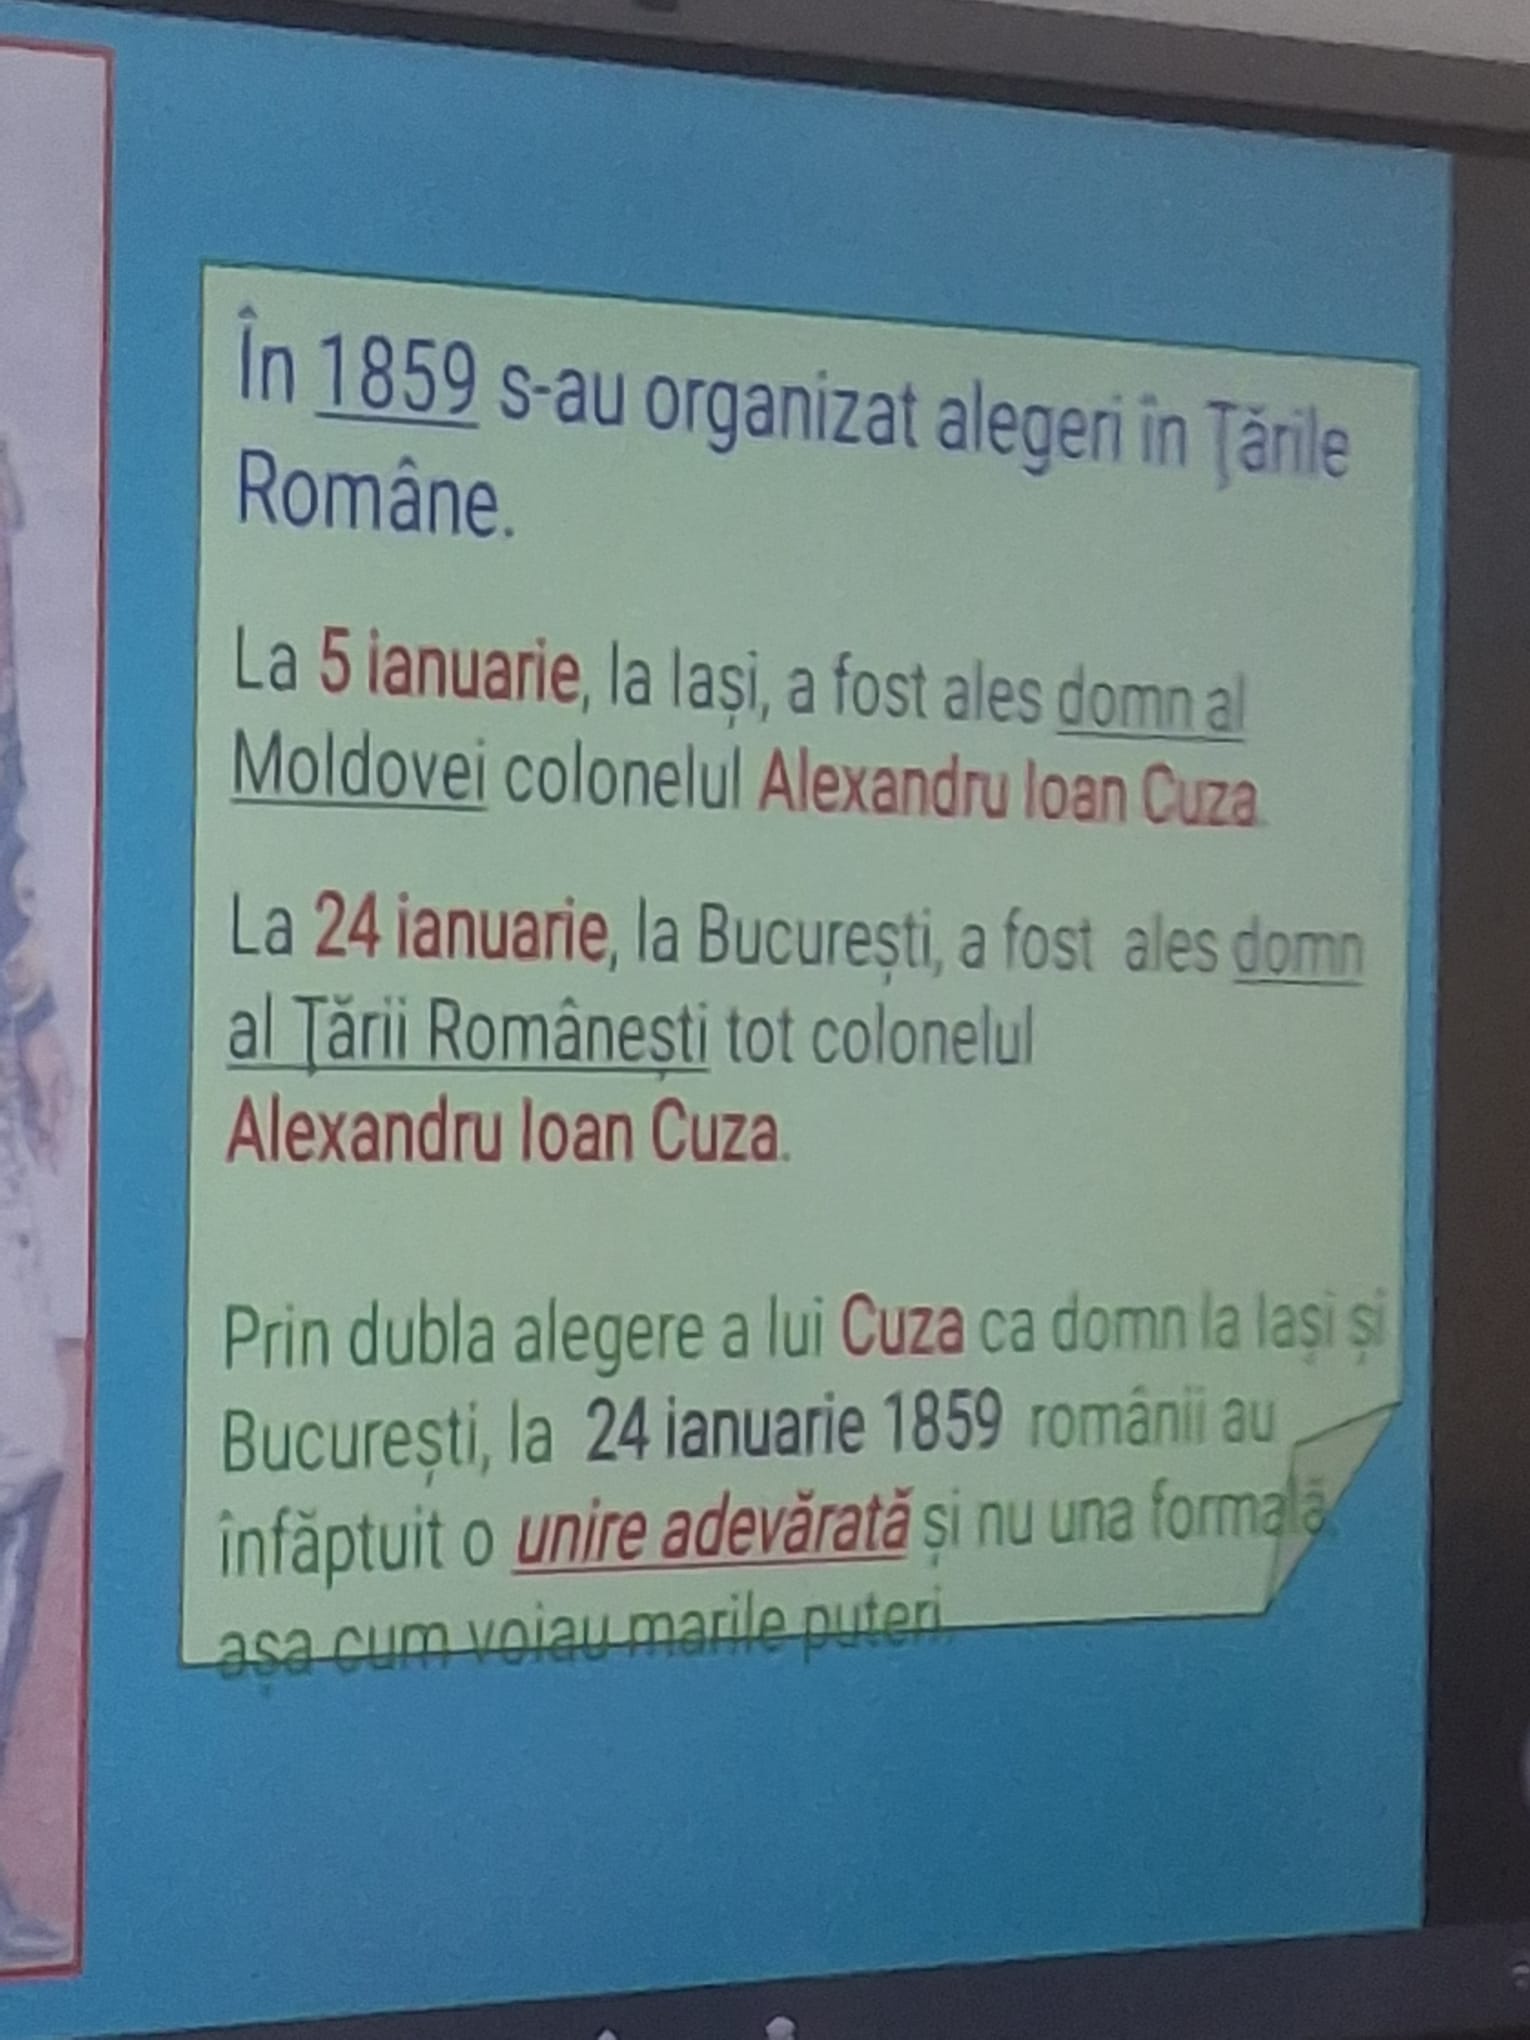 În 1859 s-au organizat alegeri în Țările
Române.
La 5 ianuarie, la Iași, a fost ales domn al
Moldovei colonelul Alexandru Ioan Cuza.
La 24 ianuarie, la București, a fost ales domn
al Țării Românești tot colonelul
Alexandru Ioan Cuza.
Prin dubla alegere a lui Cuza ca domn la Iași și
București, la 24 ianuarie 1859 românii au
înfăptuit o unire adevărată și nu una formală
așa cum voiau marile puteri.